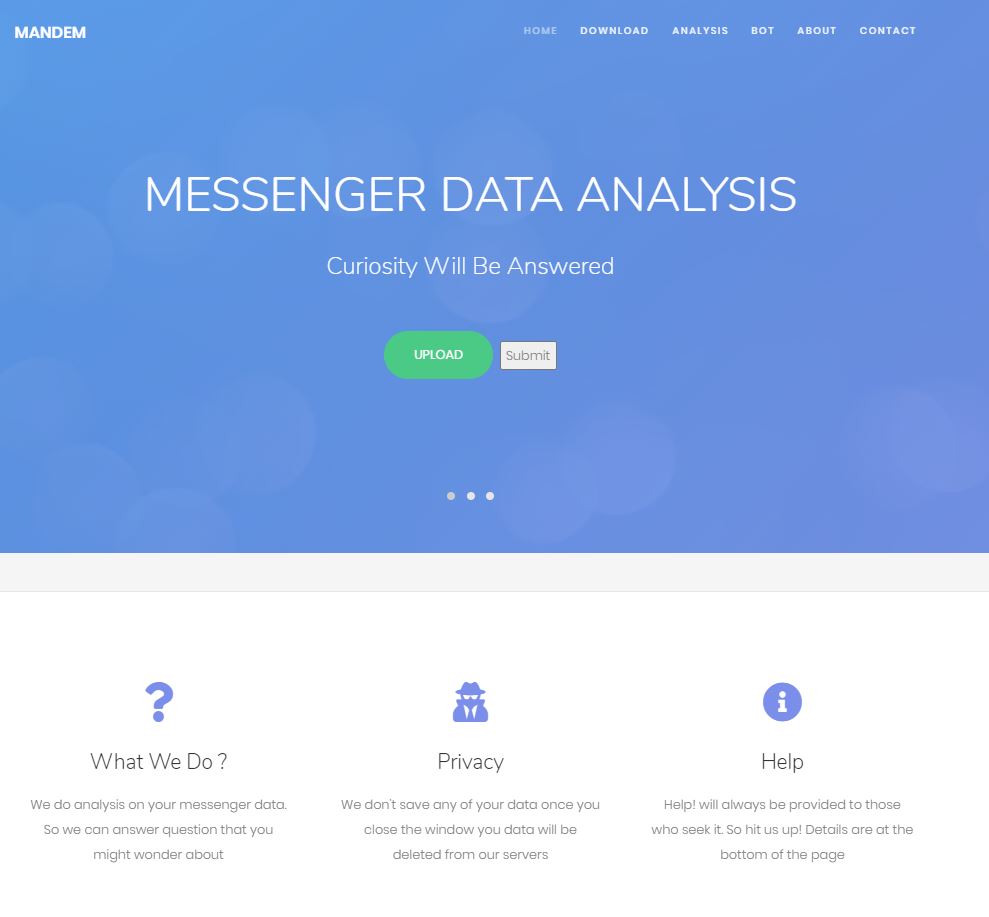 MANDEM
HOME DOWNLOAD ANALYSIS BOT ABOUT CONTACT
MESSENGER DATA ANALYSIS
Curiosity Will Be Answered
UPLOAD Submit
What We Do ?
We do analysis on your messenger data.
So we can answer question that you
might wonder about
Privacy
We don't save any of your data once you
close the window you data will be
deleted from our servers
Help
Help! will always be provided to those
who seek it. So hit us up! Details are at the
bottom of the page